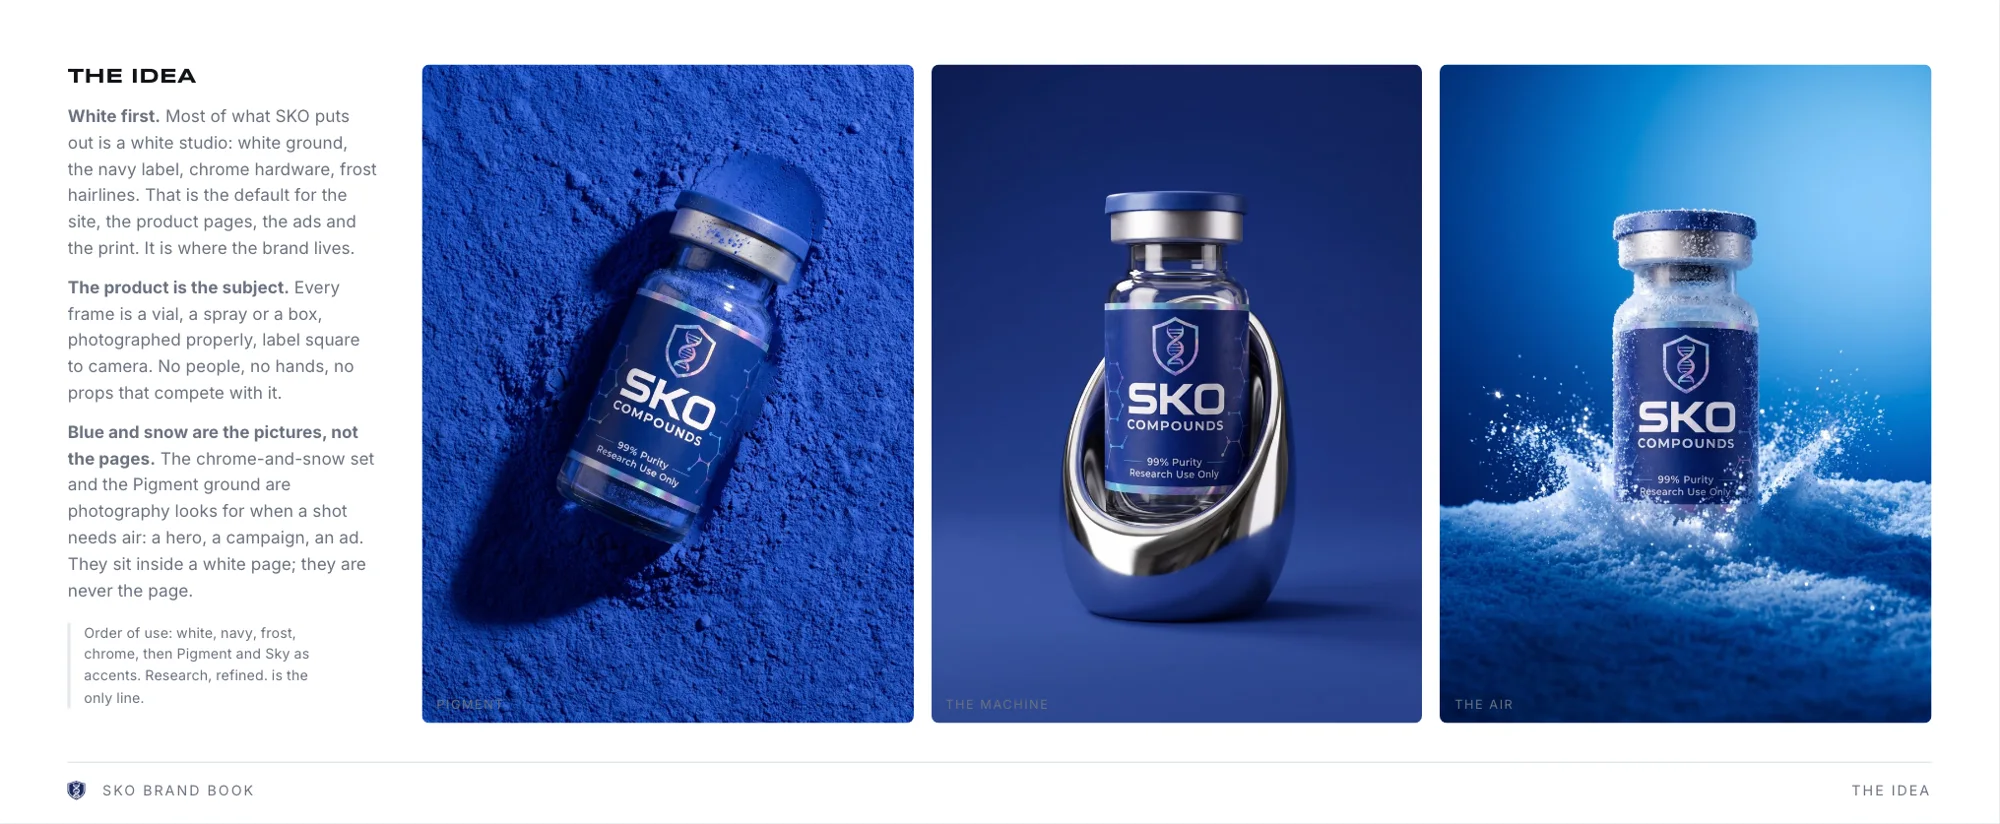 THE IDEA
White first. Most of what SKO puts
out is a white studio: white ground,
the navy label, chrome hardware, frost
hairlines. That is the default for the
site, the product pages, the ads and
the print. It is where the brand lives.
The product is the subject. Every
frame is a vial, a spray or a box,
photographed properly, label square
to camera. No people, no hands, no
props that compete with it.
Blue and snow are the pictures, not
the pages. The chrome-and-snow set
and the Pigment ground are
photography looks for when a shot
needs air: a hero, a campaign, an ad.
They sit inside a white page; they are
never the page.
Order of use: white, navy, frost,
chrome, then Pigment and Sky as
accents. Research, refined. is the
only line.
SKO
COMPOUNDS
99% Purity
Research Use Only
PIGMENT
SKO
COMPOUNDS
99% Purity
Research Use Only
THE MACHINE
SKO
COMPOUNDS
99% Purity
Research Use Only
THE AIR
SKO BRAND BOOK
THE IDEA